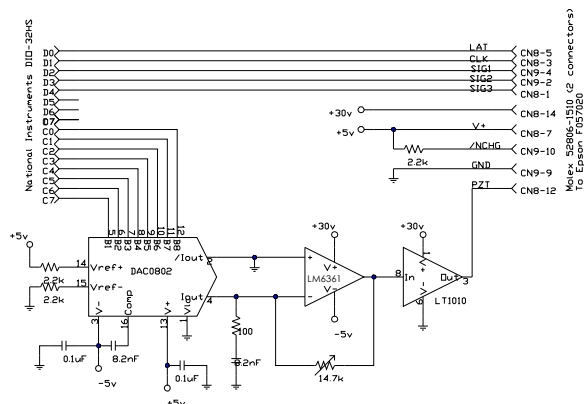 National Instruments DIO-32HS
D0
D1
D2
D3
D4
D5
D6
D7
C0
C1
C2
C3
C4
C5
C6
C7
LAT
CLK
SIG1
SIG2
SIG3
CN8-5
CN8-3
CN9-4
CN9-2
CN8-1
+30v
CN8-14
+5v
V+
CN8-7
2.2k
/NCHG
CN9-10
GND
CN9-9
PZT
CN8-12
Molex 52806-1510 (2 connectors)
To Epson F057020
5 6 7 8 9 10 11 12
B1 B2 B3 B4 B5 B6 B7 B8
+5v
14
Vref+
2.2k
15
Vref-
2.2k
DAC0802
/Iout
2
Iout
4
V-
Comp
V+
3
16
13
1
0.1uF
8.2nF
-5v
0.1uF
+5v
100
8.2nF
+30v
+
V+
LM6361
V-
-
-5v
14.7k
+30v
1
V+
8
In
Out
3
V-
6
LT1010